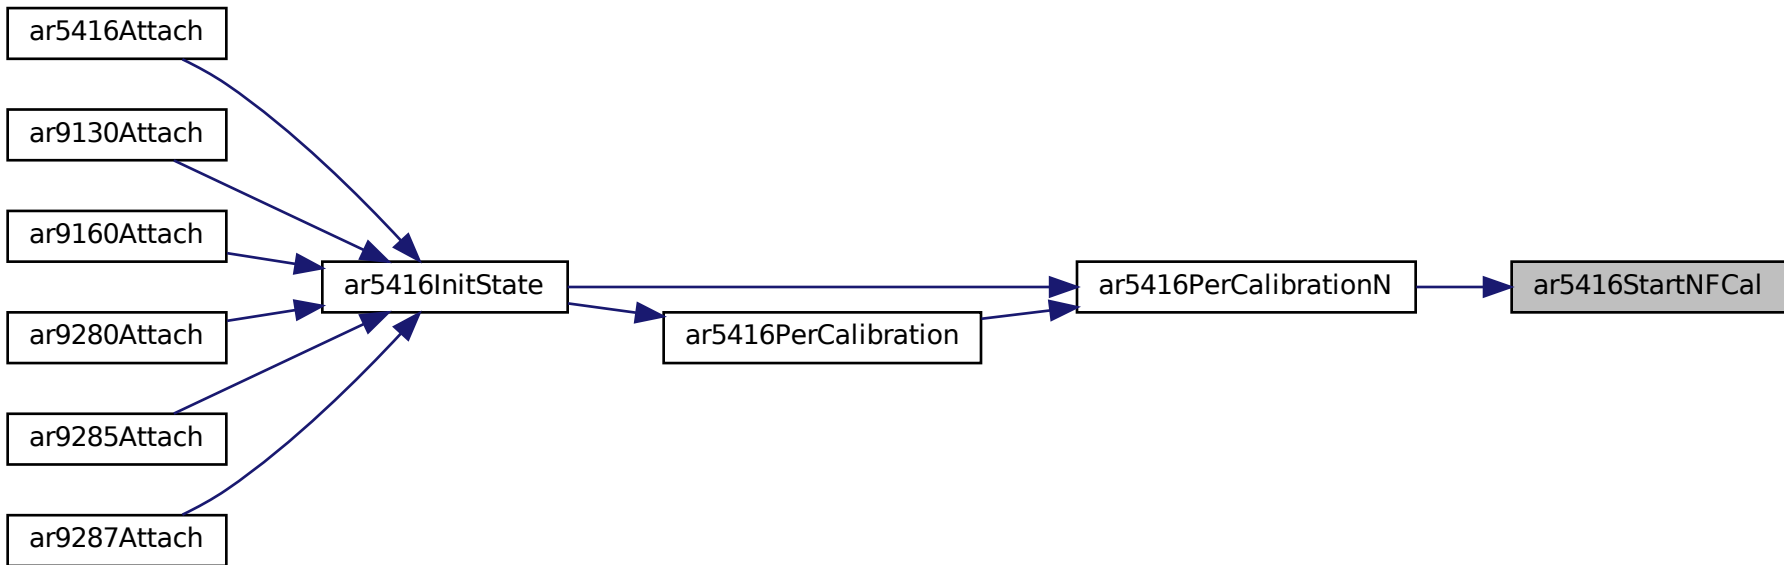 ar5416Attach
ar9130Attach
ar9160Attach
ar5416InitState
ar5416PerCalibrationN
ar5416StartNFCal
ar9280Attach
ar5416PerCalibration
ar9285Attach
ar9287Attach